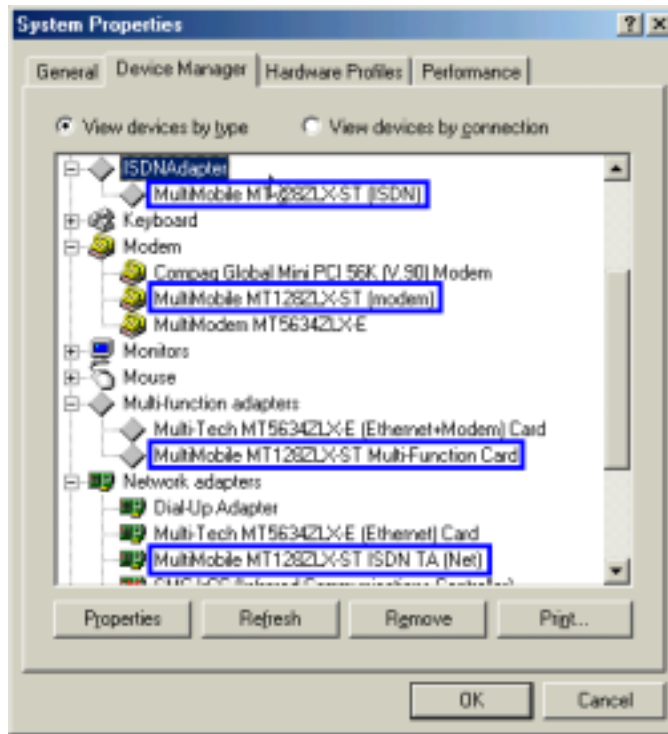 System Properties
General Device Manager Hardware Profiles Performance
View devices by type View devices by connection
ISDNAdapter
MultiMobile MT128ZLX-ST (ISDN)
Keyboard
Modem
Compaq Global Mini PCI 56K (V.90) Modem
MultiMobile MT128ZLX-ST (modem)
MultiModem MT5634ZLX-E
Monitors
Mouse
Multi-function adapters
Multi-Tech MT5634ZLX-E (Ethernet+Modem) Card
MultiMobile MT128ZLX-ST Multi-Function Card
Network adapters
Dial-Up Adapter
Multi-Tech MT5634ZLX-E (Ethernet) Card
MultiMobile MT128ZLX-ST ISDN TA (Net)
Properties Refresh Remove Print...
OK Cancel